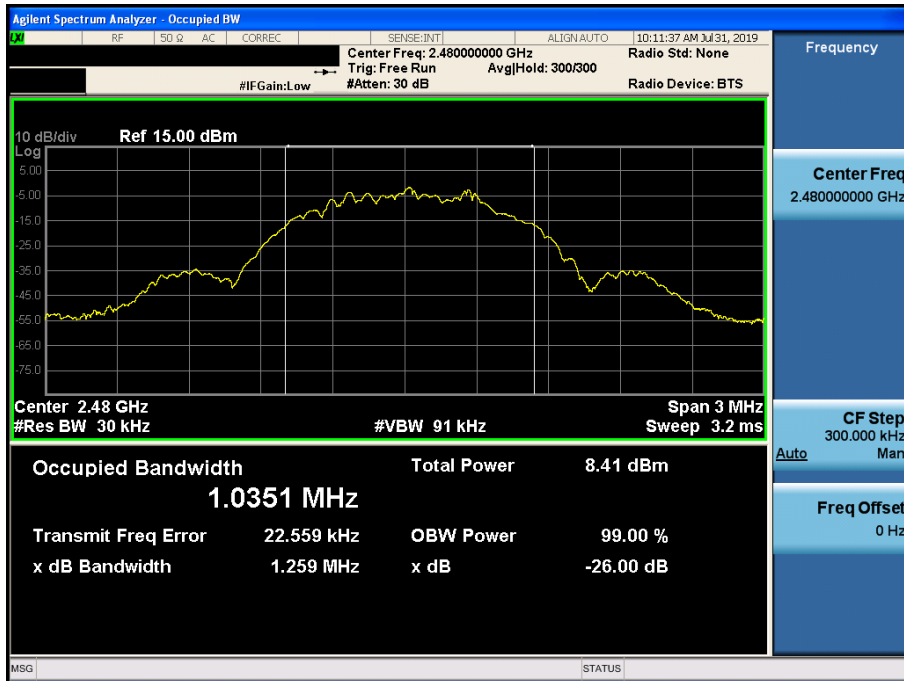 Agilent Spectrum Analyzer - Occupied BW
LXI RF 50 Ω AC CORREC SENSE:INT ALIGN AUTO 10:11:37 AM Jul 31, 2019
Center Freq: 2.480000000 GHz Radio Std: None
Trig: Free Run Avg|Hold: 300/300
#IFGain:Low #Atten: 30 dB Radio Device: BTS
10 dB/div Ref 15.00 dBm
Log
5.00
-5.00
-15.0
-25.0
-35.0
-45.0
-55.0
-65.0
-75.0
Center 2.48 GHz Span 3 MHz
#Res BW 30 kHz #VBW 91 kHz Sweep 3.2 ms
Occupied Bandwidth Total Power 8.41 dBm
1.0351 MHz
Transmit Freq Error 22.559 kHz OBW Power 99.00 %
x dB Bandwidth 1.259 MHz x dB -26.00 dB
MSG STATUS
Frequency
Center Freq
2.480000000 GHz
CF Step
300.000 kHz
Auto Man
Freq Offset
0 Hz